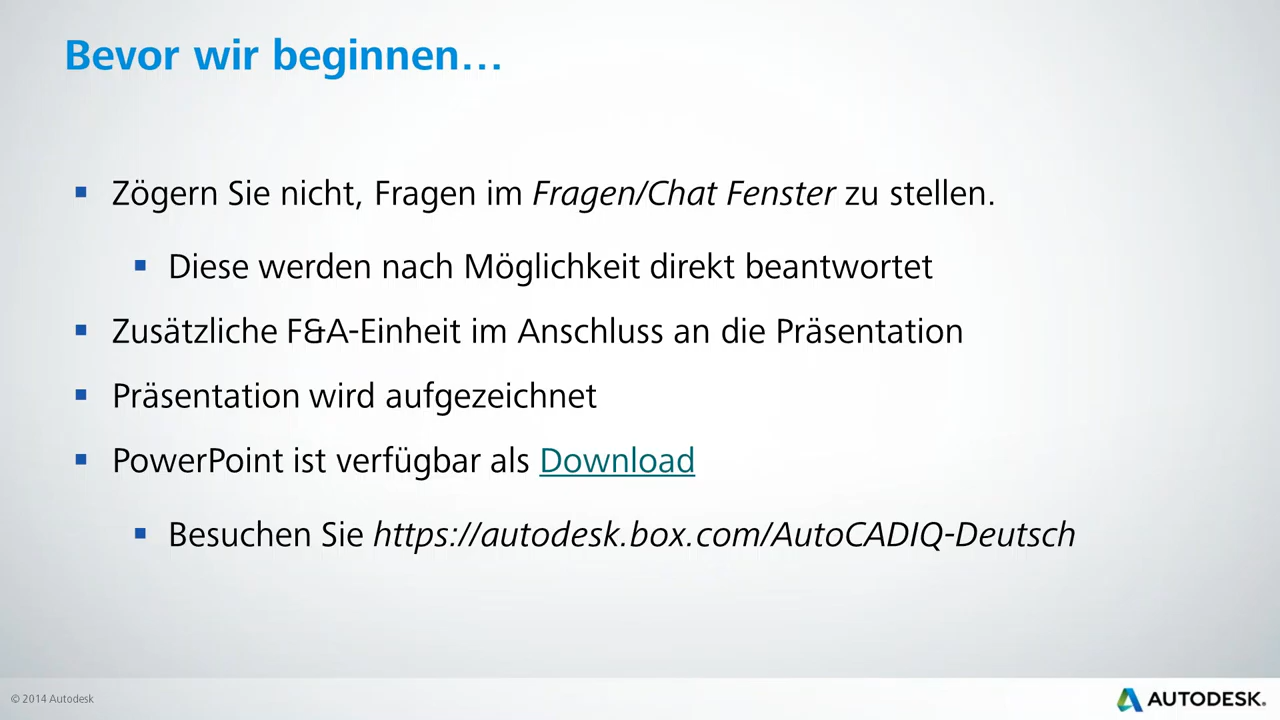 Bevor wir beginnen…
Zögern Sie nicht, Fragen im Fragen/Chat Fenster zu stellen.
Diese werden nach Möglichkeit direkt beantwortet
Zusätzliche F&A-Einheit im Anschluss an die Präsentation
Präsentation wird aufgezeichnet
PowerPoint ist verfügbar als Download
Besuchen Sie https://autodesk.box.com/AutoCADIQ-Deutsch
© 2014 Autodesk
AUTODESK.